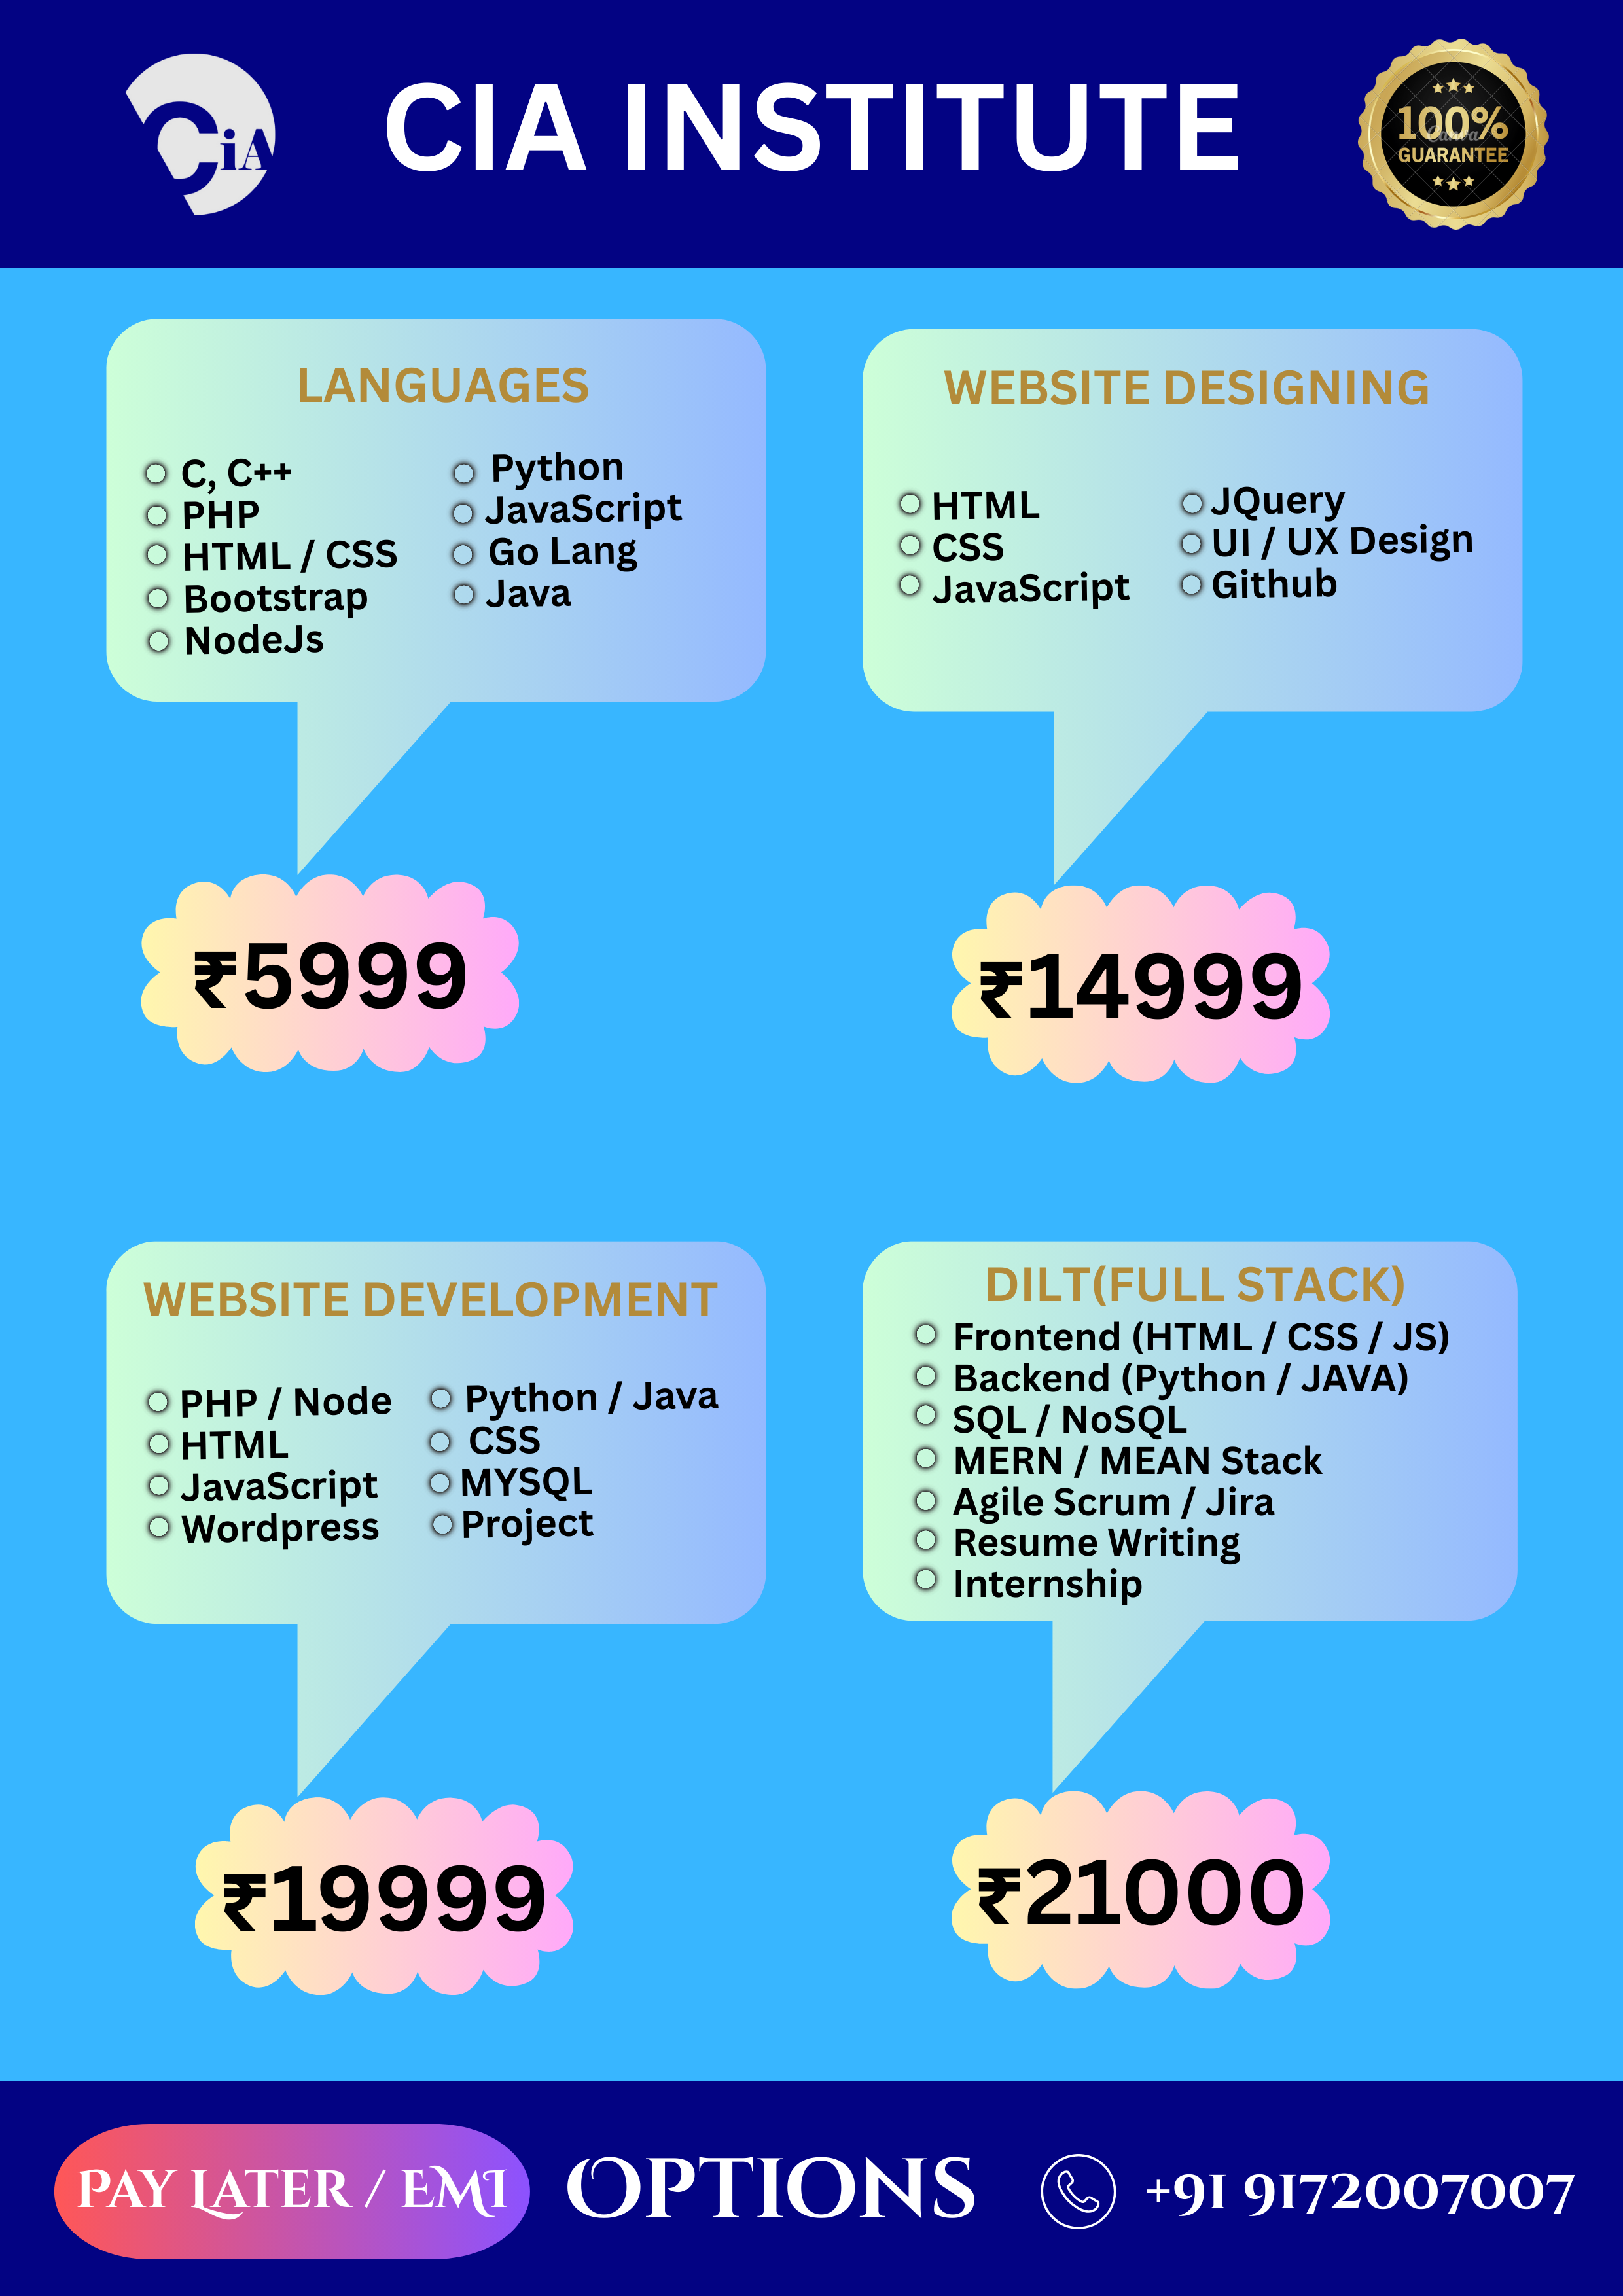 CiA
CIA INSTITUTE
100%
Canva
GUARANTEE
LANGUAGES
C, C++
PHP
HTML / CSS
Bootstrap
NodeJs
Python
JavaScript
Go Lang
Java
₹5999
WEBSITE DESIGNING
HTML
CSS
JavaScript
JQuery
UI / UX Design
Github
₹14999
WEBSITE DEVELOPMENT
PHP / Node
HTML
JavaScript
Wordpress
Python / Java
CSS
MYSQL
Project
₹19999
DILT(FULL STACK)
Frontend (HTML / CSS / JS)
Backend (Python / JAVA)
SQL / NoSQL
MERN / MEAN Stack
Agile Scrum / Jira
Resume Writing
Internship
₹21000
PAY LATER / EMI
OPTIONS
+91 9172007007